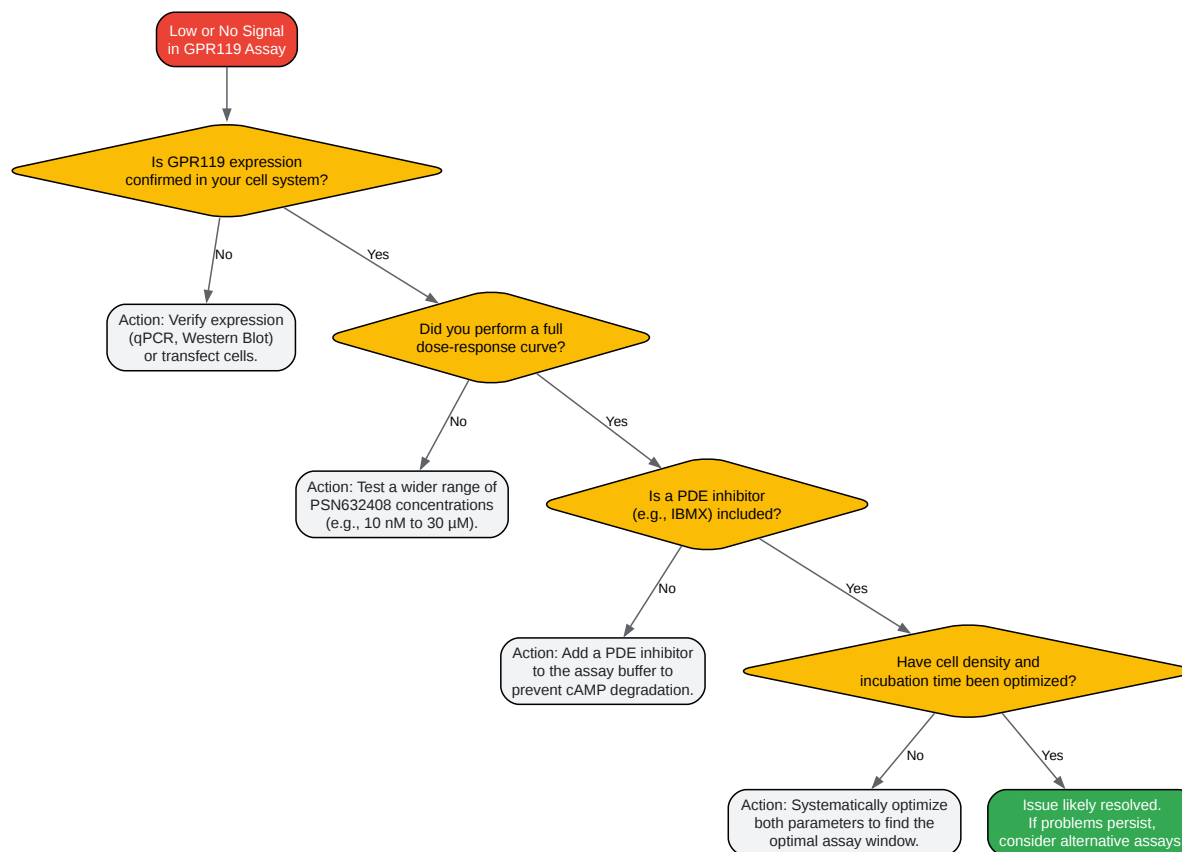 Low or No Signal
in GPR119 Assay
Is GPR119 expression
confirmed in your cell system?
No
Yes
Action: Verify expression
(qPCR, Western Blot)
or transfect cells.
Did you perform a full
dose-response curve?
No
Yes
Action: Test a wider range of
PSN632408 concentrations
(e.g., 10 nM to 30 µM).
Is a PDE inhibitor
(e.g., IBMX) included?
No
Yes
Action: Add a PDE inhibitor
to the assay buffer to
prevent cAMP degradation.
Have cell density and
incubation time been optimized?
No
Yes
Action: Systematically optimize
both parameters to find the
optimal assay window.
Issue likely resolved.
If problems persist,
consider alternative assays